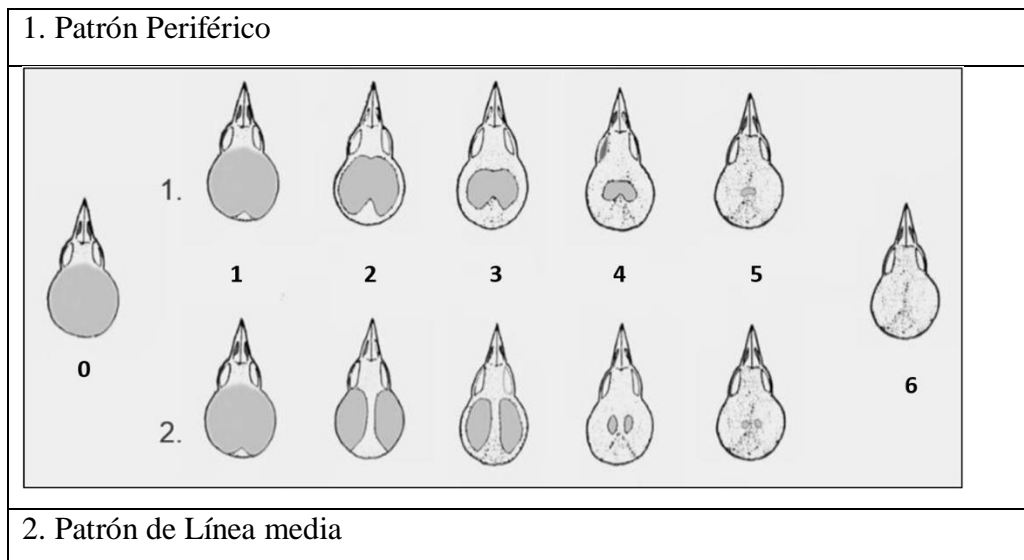 1. Patrón Periférico
1.
1 2 3 4 5
0
6
2.
2. Patrón de Línea media